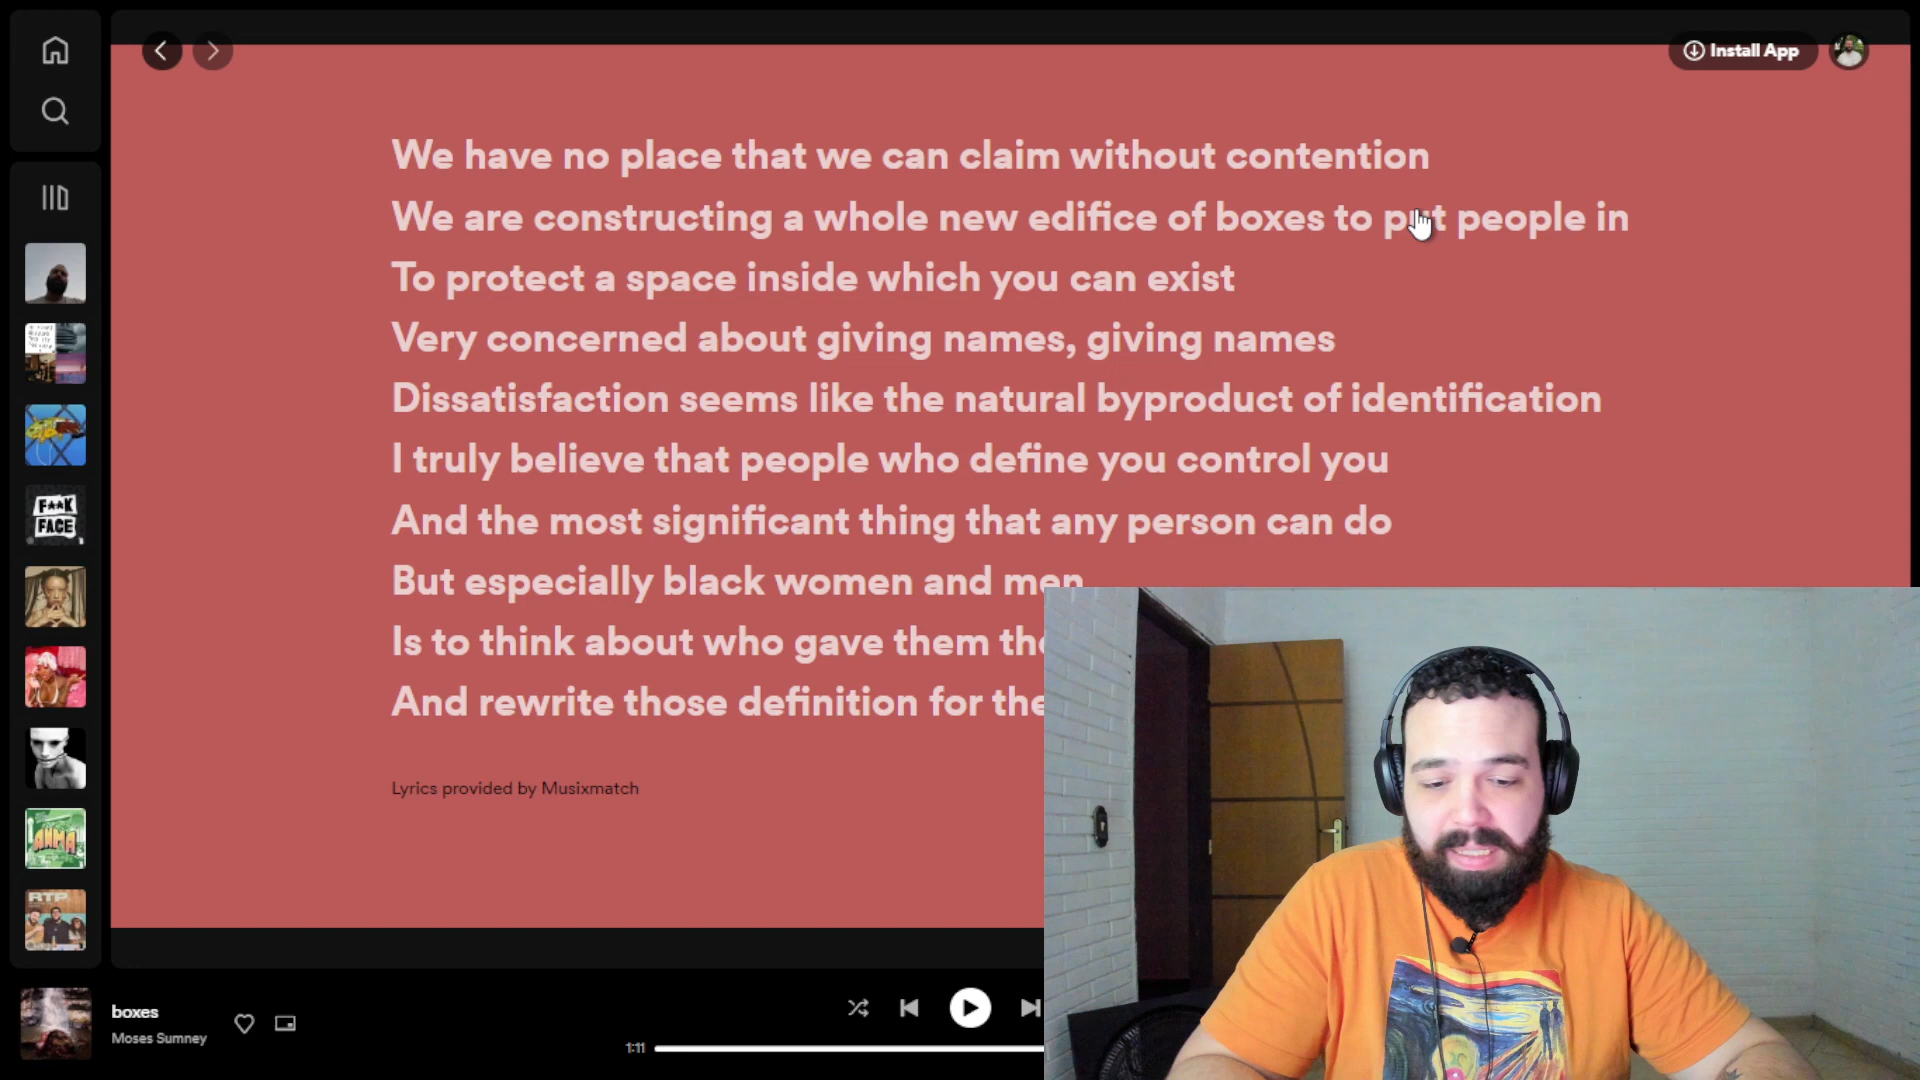 Install App
We have no place that we can claim without contention
We are constructing a whole new edifice of boxes to put people in
To protect a space inside which you can exist
Very concerned about giving names, giving names
Dissatisfaction seems like the natural byproduct of identification
I truly believe that people who define you control you
And the most significant thing that any person can do
But especially black women and men
Is to think about who gave them
And rewrite those definition for
Lyrics provided by Musixmatch
F**K
FACE
ANMA
RTP
boxes
Moses Sumney
1:11